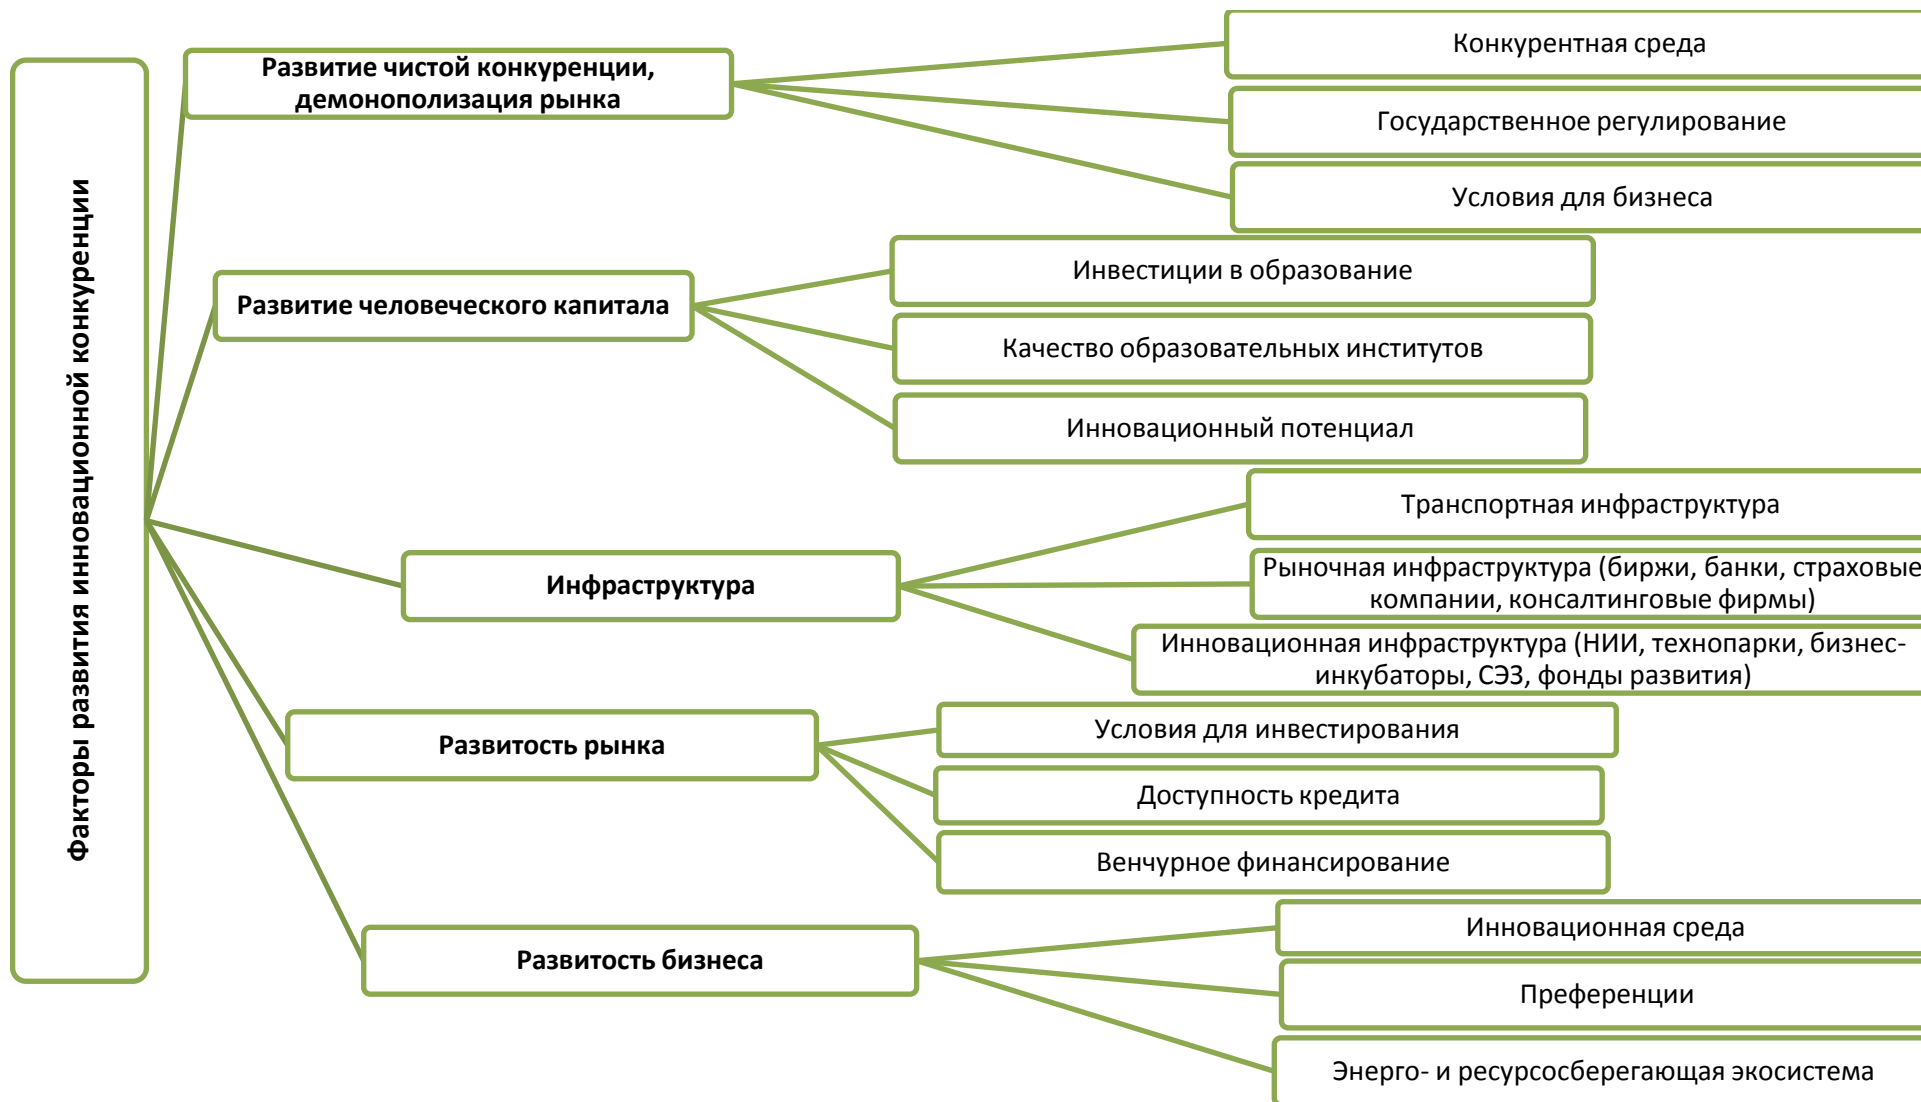 Факторы развития инновационной конкуренции
Развитие чистой конкуренции,
демонополизация рынка
Конкурентная среда
Государственное регулирование
Условия для бизнеса
Развитие человеческого капитала
Инвестиции в образование
Качество образовательных институтов
Инновационный потенциал
Инфраструктура
Транспортная инфраструктура
Рыночная инфраструктура (биржи, банки, страховые
компании, консалтинговые фирмы)
Инновационная инфраструктура (НИИ, технопарки, бизнес-
инкубаторы, СЭЗ, фонды развития)
Развитость рынка
Условия для инвестирования
Доступность кредита
Венчурное финансирование
Развитость бизнеса
Инновационная среда
Преференции
Энерго- и ресурсосберегающая экосистема